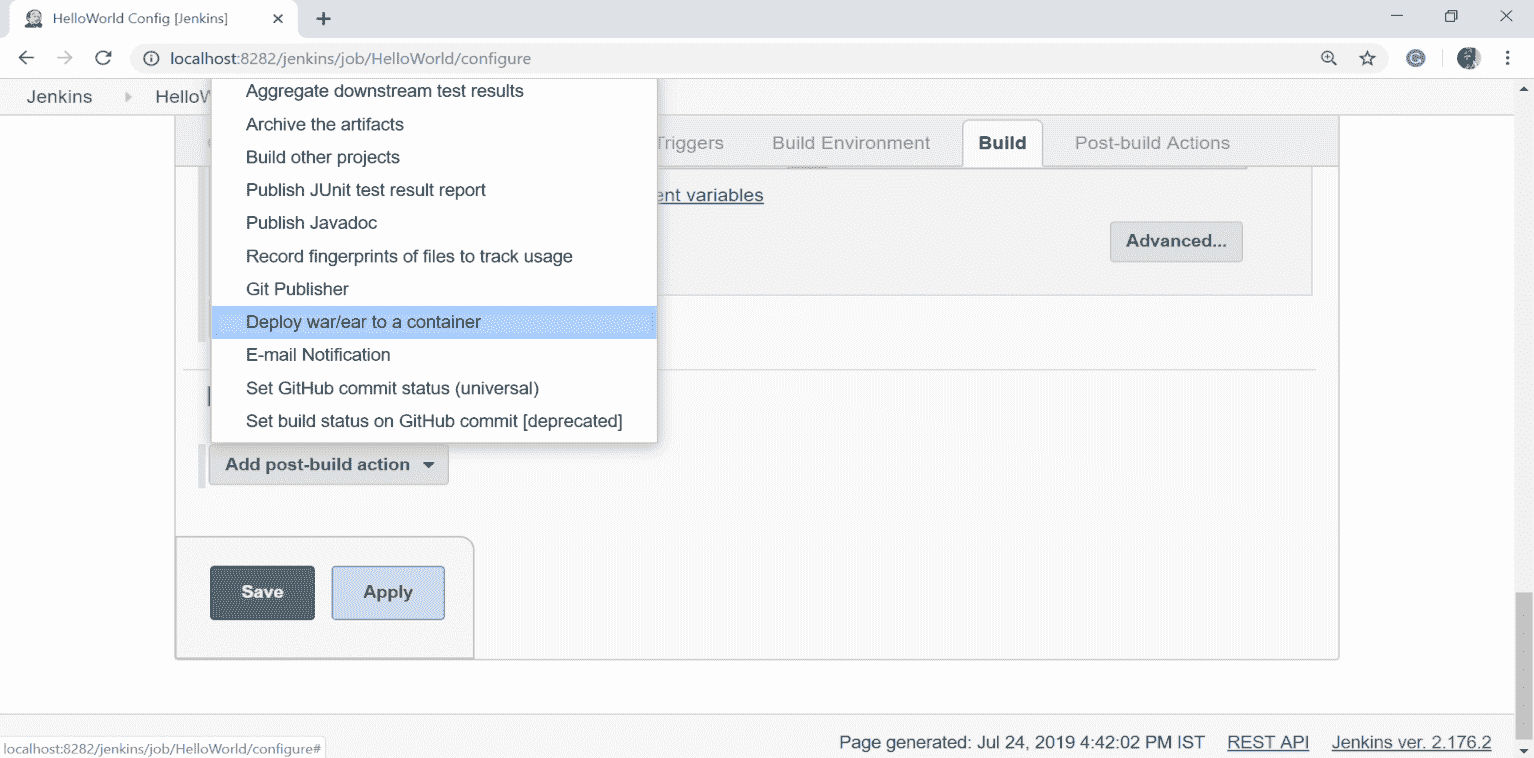 HelloWorld Config [Jenkins]
localhost:8282/jenkins/job/HelloWorld/configure
Jenkins HelloW
Aggregate downstream test results
Archive the artifacts
Build other projects
Publish JUnit test result report
Publish Javadoc
Record fingerprints of files to track usage
Git Publisher
Deploy war/ear to a container
E-mail Notification
Set GitHub commit status (universal)
Set build status on GitHub commit [deprecated]
Triggers Build Environment Build Post-build Actions
ent variables
Advanced...
Add post-build action
Save Apply
Page generated: Jul 24, 2019 4:42:02 PM IST REST API Jenkins ver. 2.176.2
localhost:8282/jenkins/job/HelloWorld/configure#